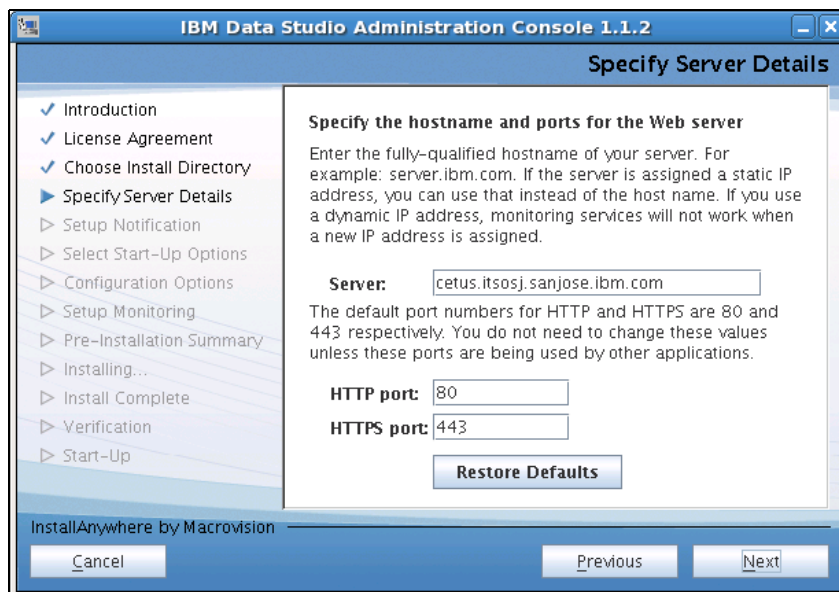 IBM Data Studio Administration Console 1.1.2
Specify Server Details
Introduction
License Agreement
Choose Install Directory
Specify Server Details
Setup Notification
Select Start-Up Options
Configuration Options
Setup Monitoring
Pre-Installation Summary
Installing...
Install Complete
Verification
Start-Up
Specify the hostname and ports for the Web server
Enter the fully-qualified hostname of your server. For
example: server.ibm.com. If the server is assigned a static IP
address, you can use that instead of the host name. If you use
a dynamic IP address, monitoring services will not work when
a new IP address is assigned.
Server: cetus.itsosj.sanjose.ibm.com
The default port numbers for HTTP and HTTPS are 80 and
443 respectively. You do not need to change these values
unless these ports are being used by other applications.
HTTP port: 80
HTTPS port: 443
Restore Defaults
InstallAnywhere by Macrovision
Cancel
Previous
Next